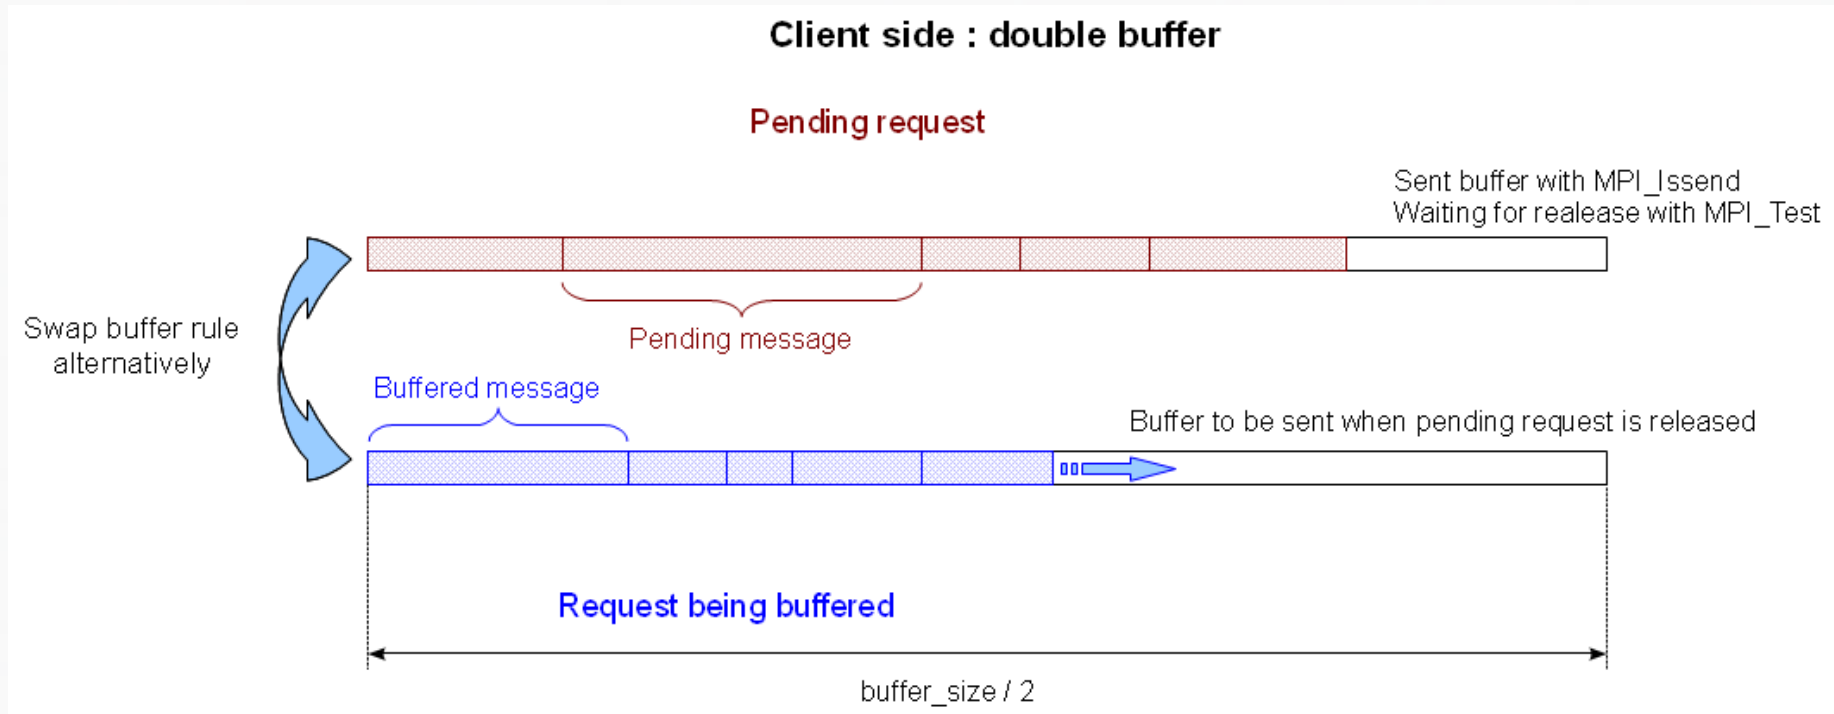 Client side : double buffer
Pending request
Sent buffer with MPI_Issend
Waiting for realease with MPI_Test
Swap buffer rule
alternatively
Pending message
Buffered message
Buffer to be sent when pending request is released
Request being buffered
buffer_size / 2